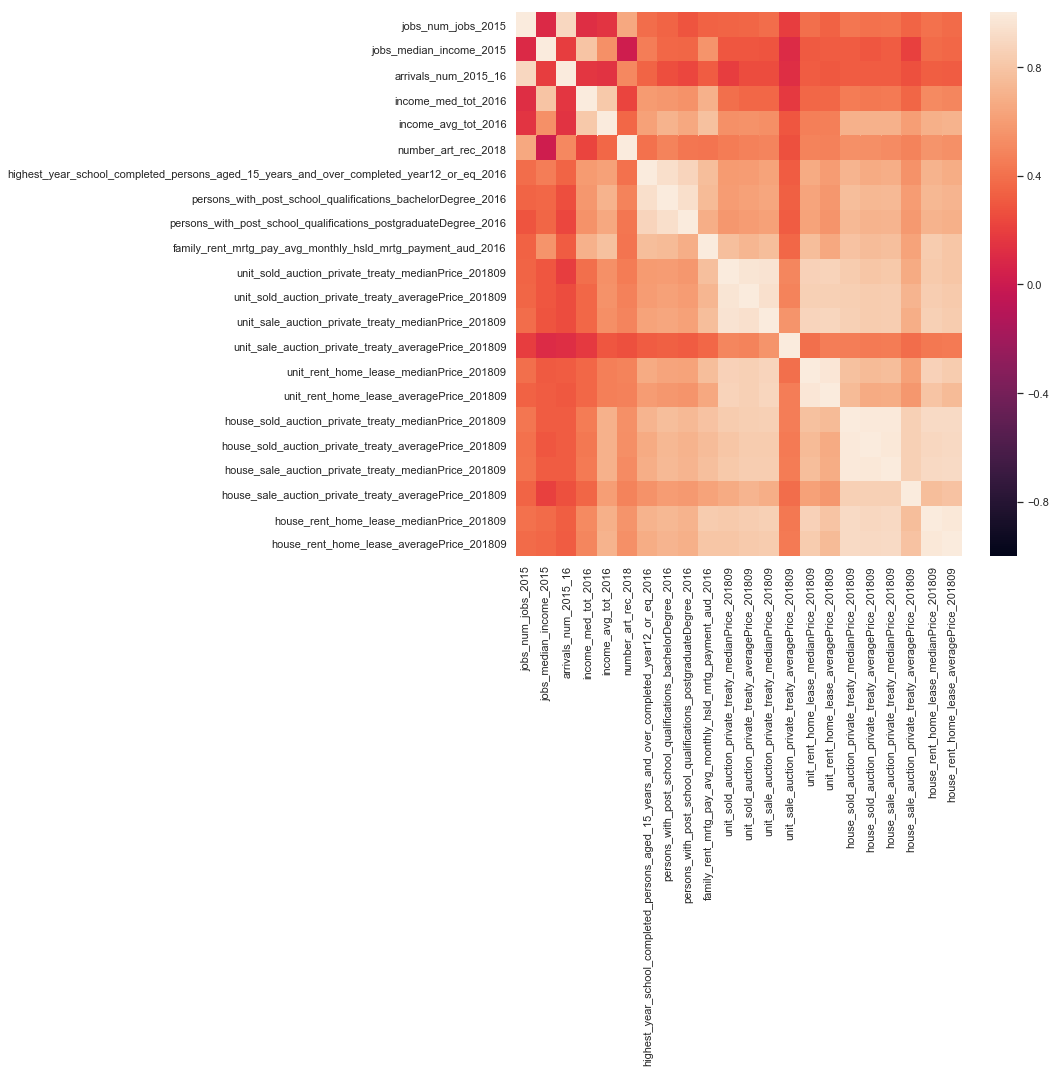 jobs_num_jobs_2015
jobs_median_income_2015
arrivals_num_2015_16
income_med_tot_2016
income_avg_tot_2016
number_art_rec_2018
highest_year_school_completed_persons_aged_15_years_and_over_completed_year12_or_eq_2016
persons_with_post_school_qualifications_bachelorDegree_2016
persons_with_post_school_qualifications_postgraduateDegree_2016
family_rent_mrtg_pay_avg_monthly_hsld_mrtg_payment_aud_2016
unit_sold_auction_private_treaty_medianPrice_201809
unit_sold_auction_private_treaty_averagePrice_201809
unit_sale_auction_private_treaty_medianPrice_201809
unit_sale_auction_private_treaty_averagePrice_201809
unit_rent_home_lease_medianPrice_201809
unit_rent_home_lease_averagePrice_201809
house_sold_auction_private_treaty_medianPrice_201809
house_sold_auction_private_treaty_averagePrice_201809
house_sale_auction_private_treaty_medianPrice_201809
house_sale_auction_private_treaty_averagePrice_201809
house_rent_home_lease_medianPrice_201809
house_rent_home_lease_averagePrice_201809
jobs_num_jobs_2015
jobs_median_income_2015
arrivals_num_2015_16
income_med_tot_2016
income_avg_tot_2016
number_art_rec_2018
highest_year_school_completed_persons_aged_15_years_and_over_completed_year12_or_eq_2016
persons_with_post_school_qualifications_bachelorDegree_2016
persons_with_post_school_qualifications_postgraduateDegree_2016
family_rent_mrtg_pay_avg_monthly_hsld_mrtg_payment_aud_2016
unit_sold_auction_private_treaty_medianPrice_201809
unit_sold_auction_private_treaty_averagePrice_201809
unit_sale_auction_private_treaty_medianPrice_201809
unit_sale_auction_private_treaty_averagePrice_201809
unit_rent_home_lease_medianPrice_201809
unit_rent_home_lease_averagePrice_201809
house_sold_auction_private_treaty_medianPrice_201809
house_sold_auction_private_treaty_averagePrice_201809
house_sale_auction_private_treaty_medianPrice_201809
house_sale_auction_private_treaty_averagePrice_201809
house_rent_home_lease_medianPrice_201809
house_rent_home_lease_averagePrice_201809
0.8
0.4
0.0
−0.4
−0.8